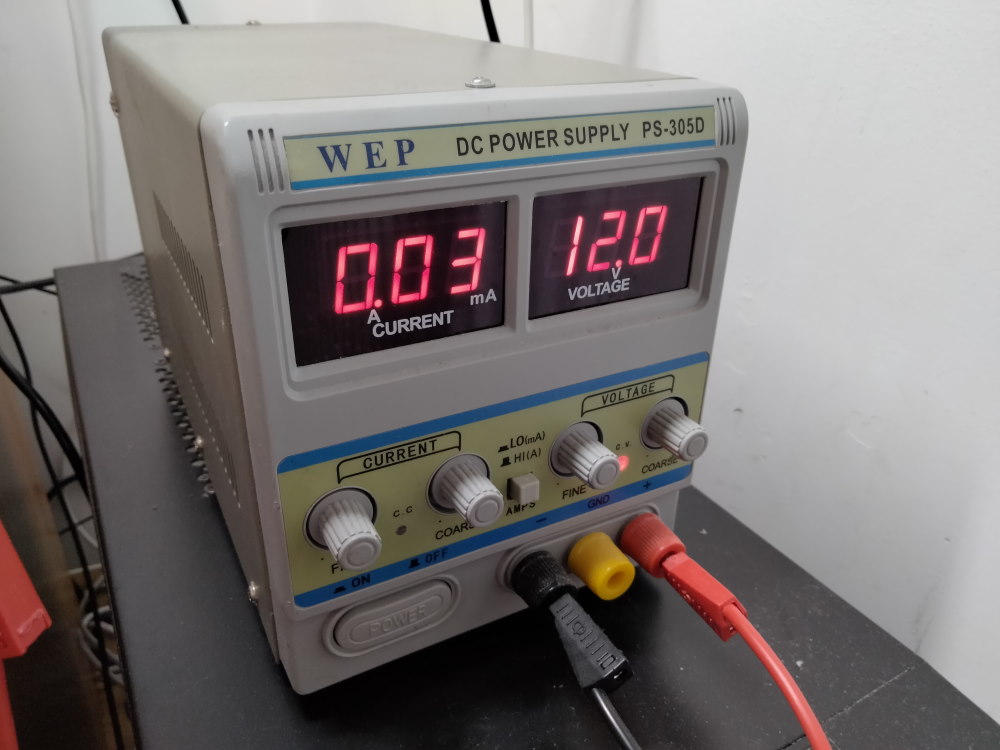 WEP DC POWER SUPPLY PS-305D
0.03
mA
A
CURRENT
12.0
V
VOLTAGE
CURRENT
LO(mA)
HI(A)
VOLTAGE
C.C
C.V.
COARSE
FINE
AMPS
GND
- +
ON
OFF
POWER